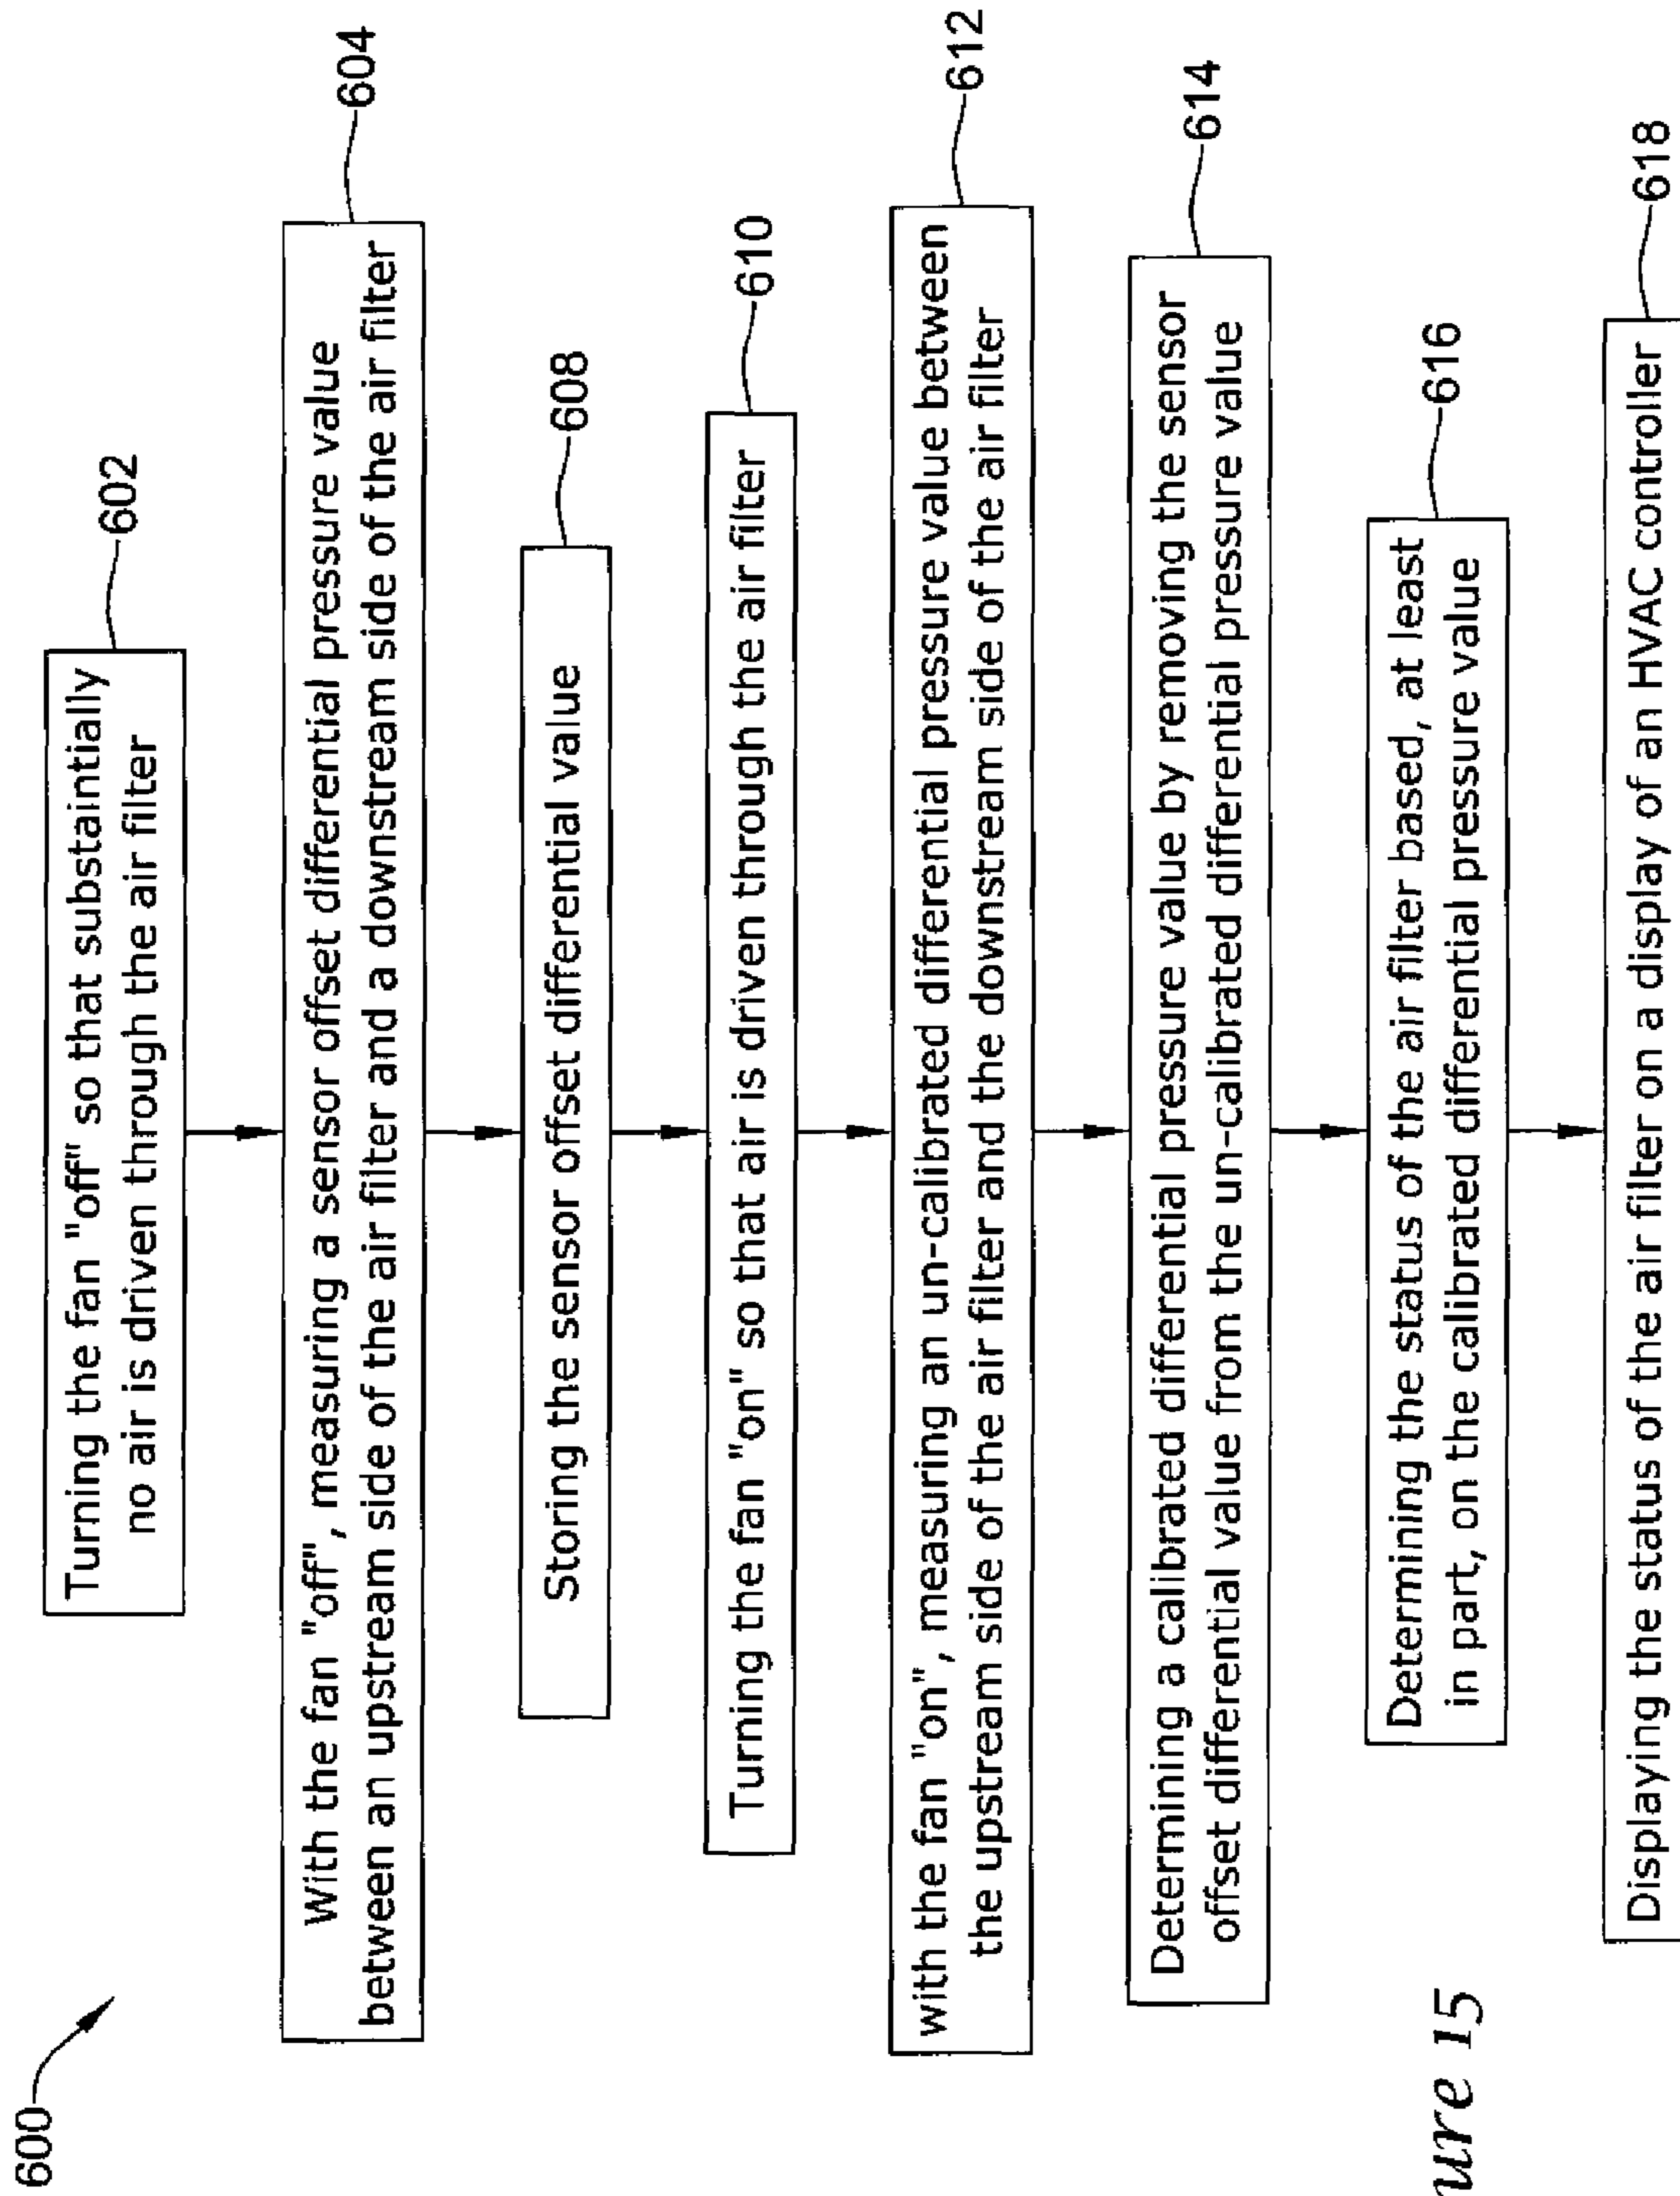 600
Turning the fan "off" so that substaintially
no air is driven through the air filter
602
With the fan "off", measuring a sensor offset differential pressure value
between an upstream side of the air filter and a downstream side of the air filter
604
Storing the sensor offset differential value
608
Turning the fan "on" so that air is driven through the air filter
610
with the fan "on", measuring an un-calibrated differential pressure value between
the upstream side of the air filter and the downstream side of the air filter
612
Determining a calibrated differential pressure value by removing the sensor
offset differential value from the un-calibrated differential pressure value
614
Determining the status of the air filter based, at least
in part, on the calibrated differential pressure value
616
Displaying the status of the air filter on a display of an HVAC controller
618
ure 15